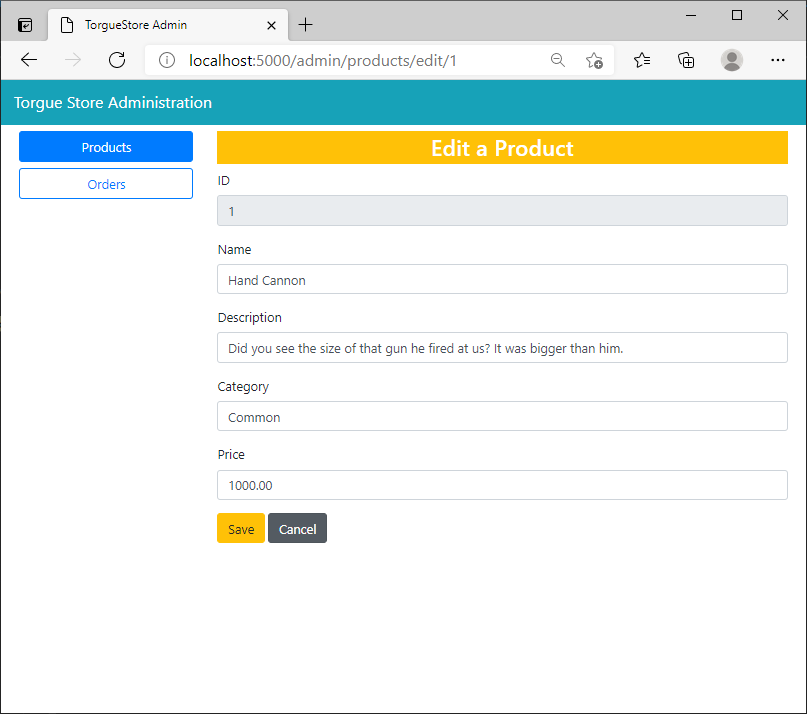 TorgueStore Admin
localhost:5000/admin/products/edit/1
Torgue Store Administration
Products
Orders
Edit a Product
ID
1
Name
Hand Cannon
Description
Did you see the size of that gun he fired at us? It was bigger than him.
Category
Common
Price
1000.00
Save Cancel